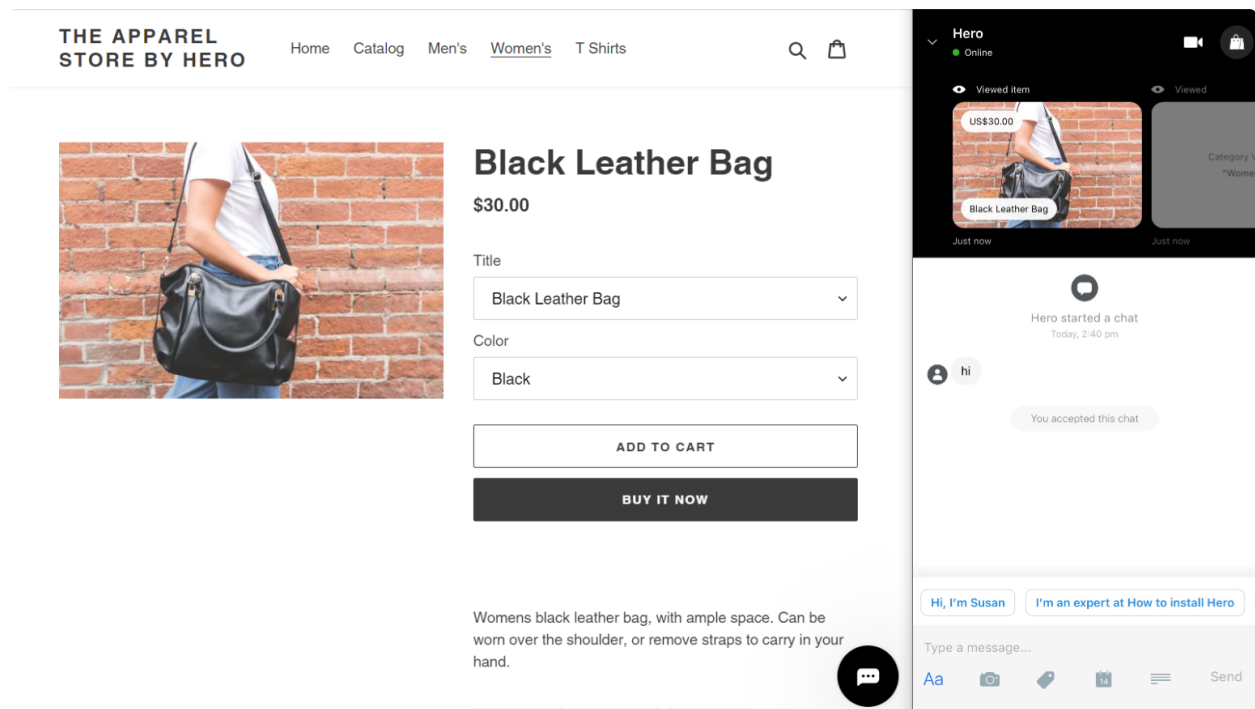 THE APPAREL
STORE BY HERO
Home
Catalog
Men's
Women's
T Shirts
Black Leather Bag
$30.00
Title
Black Leather Bag
Color
Black
ADD TO CART
BUY IT NOW
Womens black leather bag, with ample space. Can be
worn over the shoulder, or remove straps to carry in your
hand.
Hero
Online
Viewed item
Viewed
US$30.00
Black Leather Bag
Category
"Wome
Just now
Just now
Hero started a chat
Today, 2:40 pm
hi
You accepted this chat
Hi, I'm Susan
I'm an expert at How to install Hero
Type a message...
Aa
14
Send